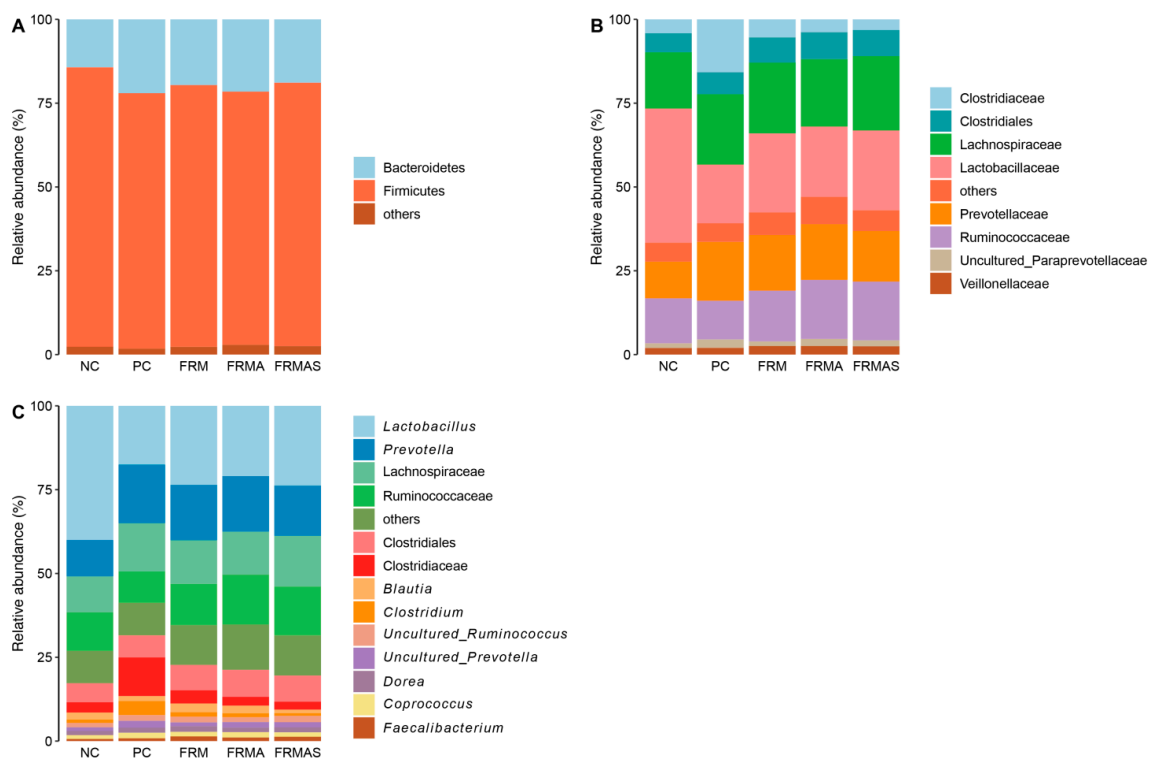 A
Relative abundance (%)
100
75
50
25
0
NC PC FRM FRMA FRMAS
Bacteroidetes
Firmicutes
others
B
Relative abundance (%)
100
75
50
25
0
NC PC FRM FRMA FRMAS
Clostridiaceae
Clostridiales
Lachnospiraceae
Lactobacillaceae
others
Prevotellaceae
Ruminococcaceae
Uncultured_Paraprevotellaceae
Veillonellaceae
C
Relative abundance (%)
100
75
50
25
0
NC PC FRM FRMA FRMAS
Lactobacillus
Prevotella
Lachnospiraceae
Ruminococcaceae
others
Clostridiales
Clostridiaceae
Blautia
Clostridium
Uncultured_Ruminococcus
Uncultured_Prevotella
Dorea
Coprococcus
Faecalibacterium